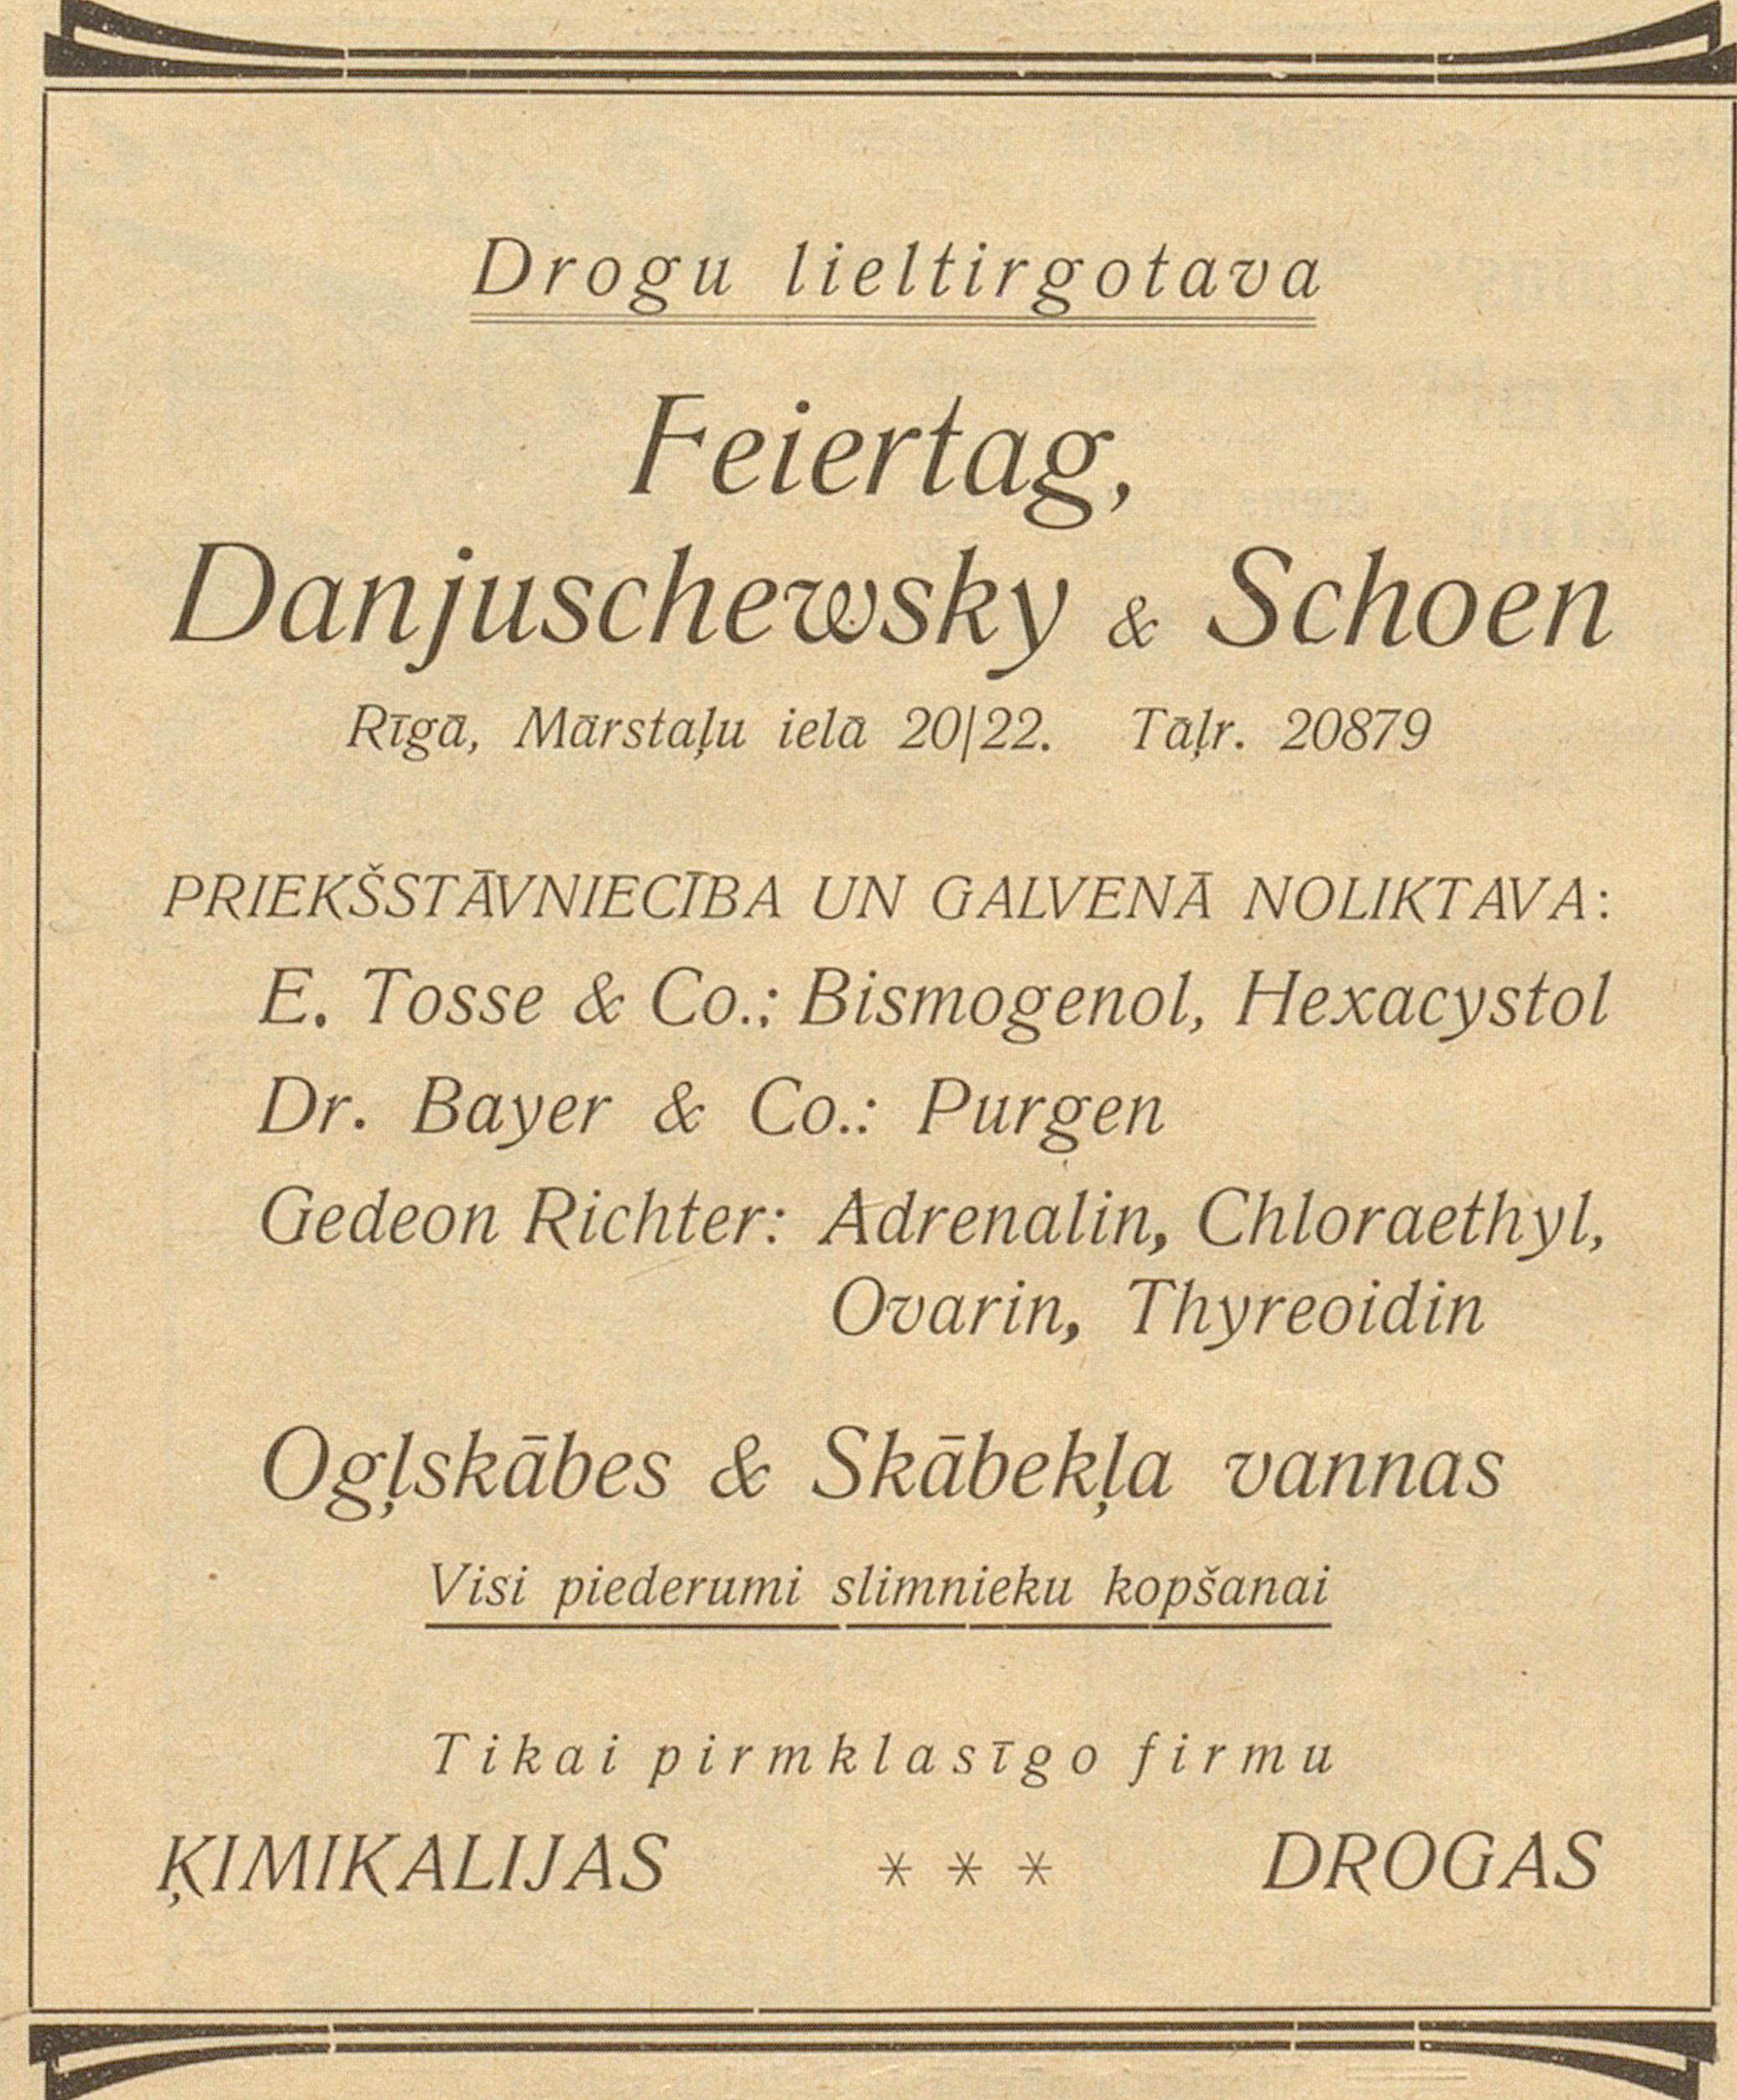 Drogu lieltirgotava
Feiertag,
Danjuschewsky & Schoen
Rīgā, Mārstaļu ielā 20|22. Tāļr. 20879
PRIEKŠSTĀVNIECĪBA UN GALVENĀ NOLIKTAVA:
E. Tosse & Co.: Bismogenol, Hexacystol
Dr. Bayer & Co.: Purgen
Gedeon Richter: Adrenalin, Chloraethyl,
Ovarin, Thyreoidin
Ogļskābes & Skābekļa vannas
Visi piederumi slimnieku kopšanai
Tikai pirmklasīgo firmu
ĶIMIKALIJAS * * * DROGAS